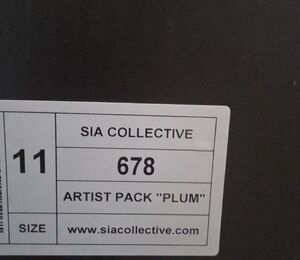 11
SIZE
SIA COLLECTIVE
678
ARTIST PACK "PLUM"
www.siacollective.com